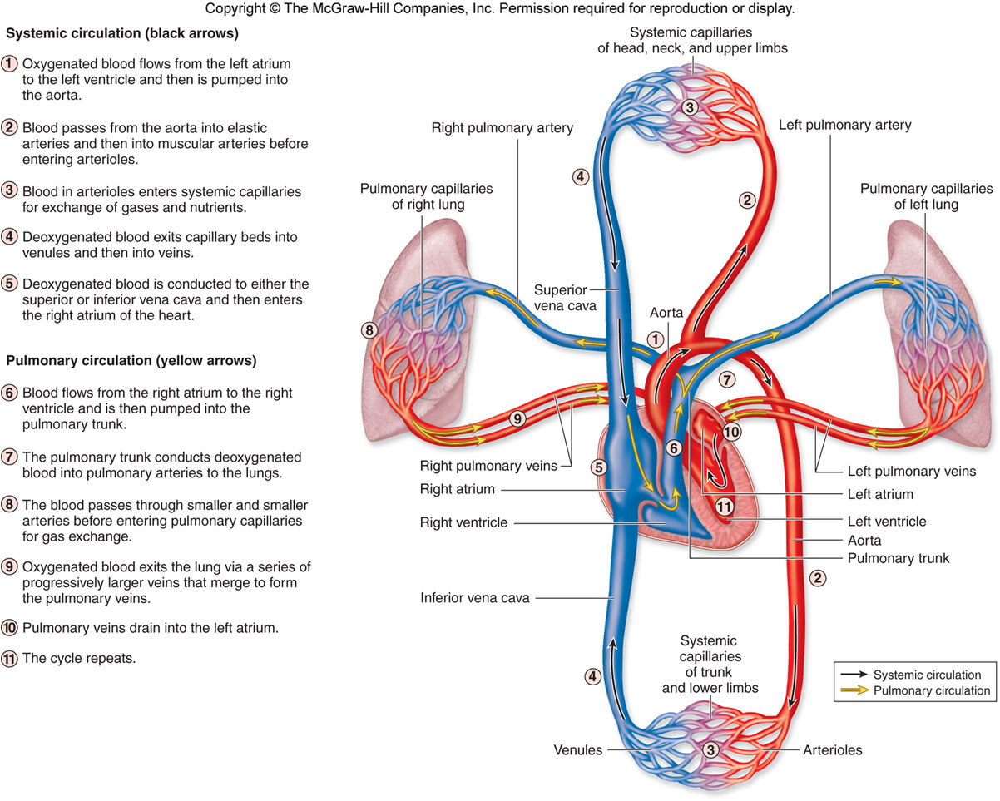 Copyright © The McGraw-Hill Companies, Inc. Permission required for reproduction or display.
Systemic circulation (black arrows)
1 Oxygenated blood flows from the left atrium
to the left ventricle and then is pumped into
the aorta.
2 Blood passes from the aorta into elastic
arteries and then into muscular arteries before
entering arterioles.
3 Blood in arterioles enters systemic capillaries
for exchange of gases and nutrients.
4 Deoxygenated blood exits capillary beds into
venules and then into veins.
5 Deoxygenated blood is conducted to either the
superior or inferior vena cava and then enters
the right atrium of the heart.
Pulmonary circulation (yellow arrows)
6 Blood flows from the right atrium to the right
ventricle and is then pumped into the
pulmonary trunk.
7 The pulmonary trunk conducts deoxygenated
blood into pulmonary arteries to the lungs.
8 The blood passes through smaller and smaller
arteries before entering pulmonary capillaries
for gas exchange.
9 Oxygenated blood exits the lung via a series of
progressively larger veins that merge to form
the pulmonary veins.
10 Pulmonary veins drain into the left atrium.
11 The cycle repeats.
Systemic capillaries
of head, neck, and upper limbs
3
Right pulmonary artery
Left pulmonary artery
4
2
Pulmonary capillaries
of right lung
Pulmonary capillaries
of left lung
Superior
vena cava
Aorta
8
1
7
9
10
6
5
Right pulmonary veins
Left pulmonary veins
Right atrium
Left atrium
11
Right ventricle
Left ventricle
Aorta
Pulmonary trunk
2
Inferior vena cava
Systemic
capillaries
of trunk
and lower limbs
4
Systemic circulation
Pulmonary circulation
Venules
3
Arterioles